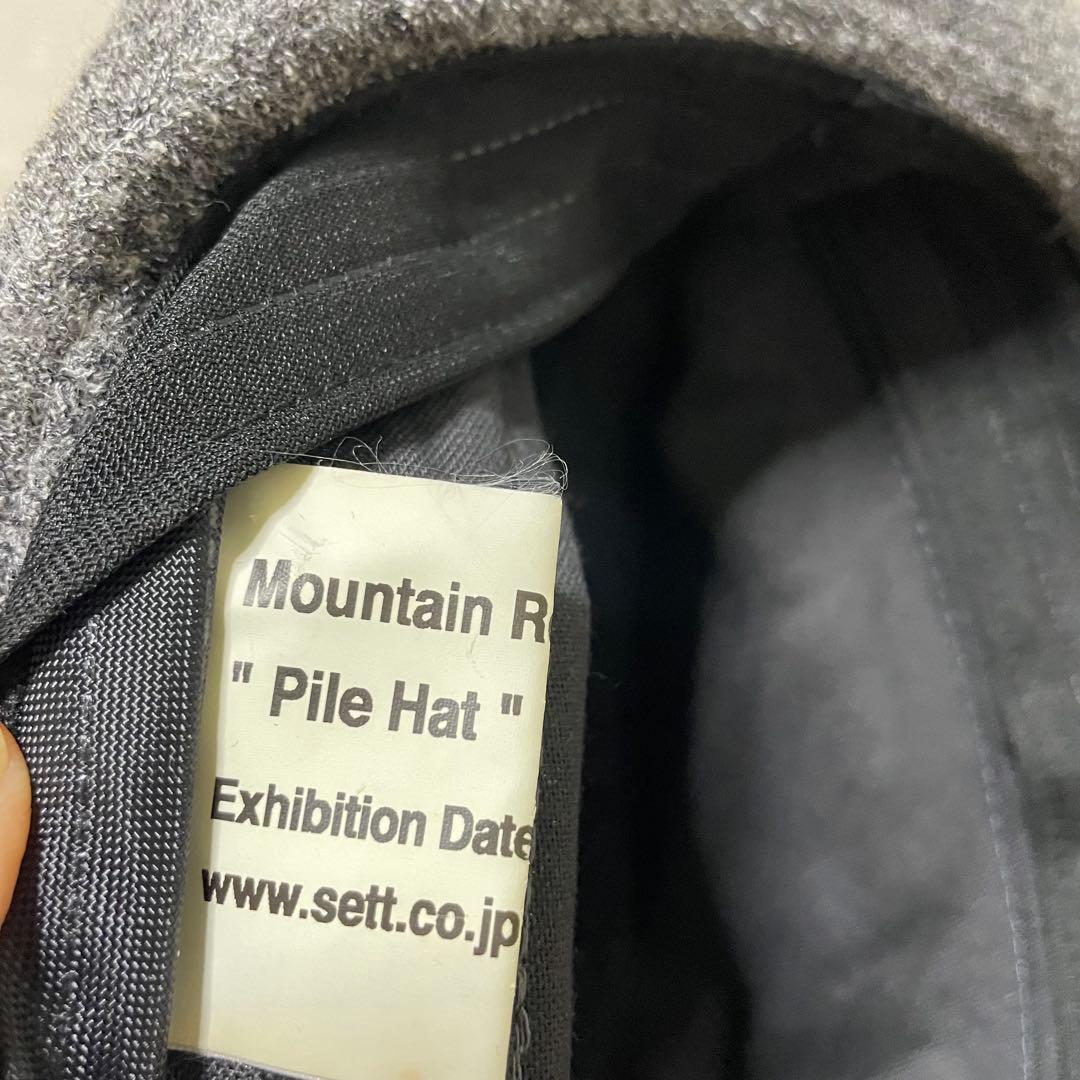 Mountain R
" Pile Hat "
Exhibition Date
www.sett.co.jp